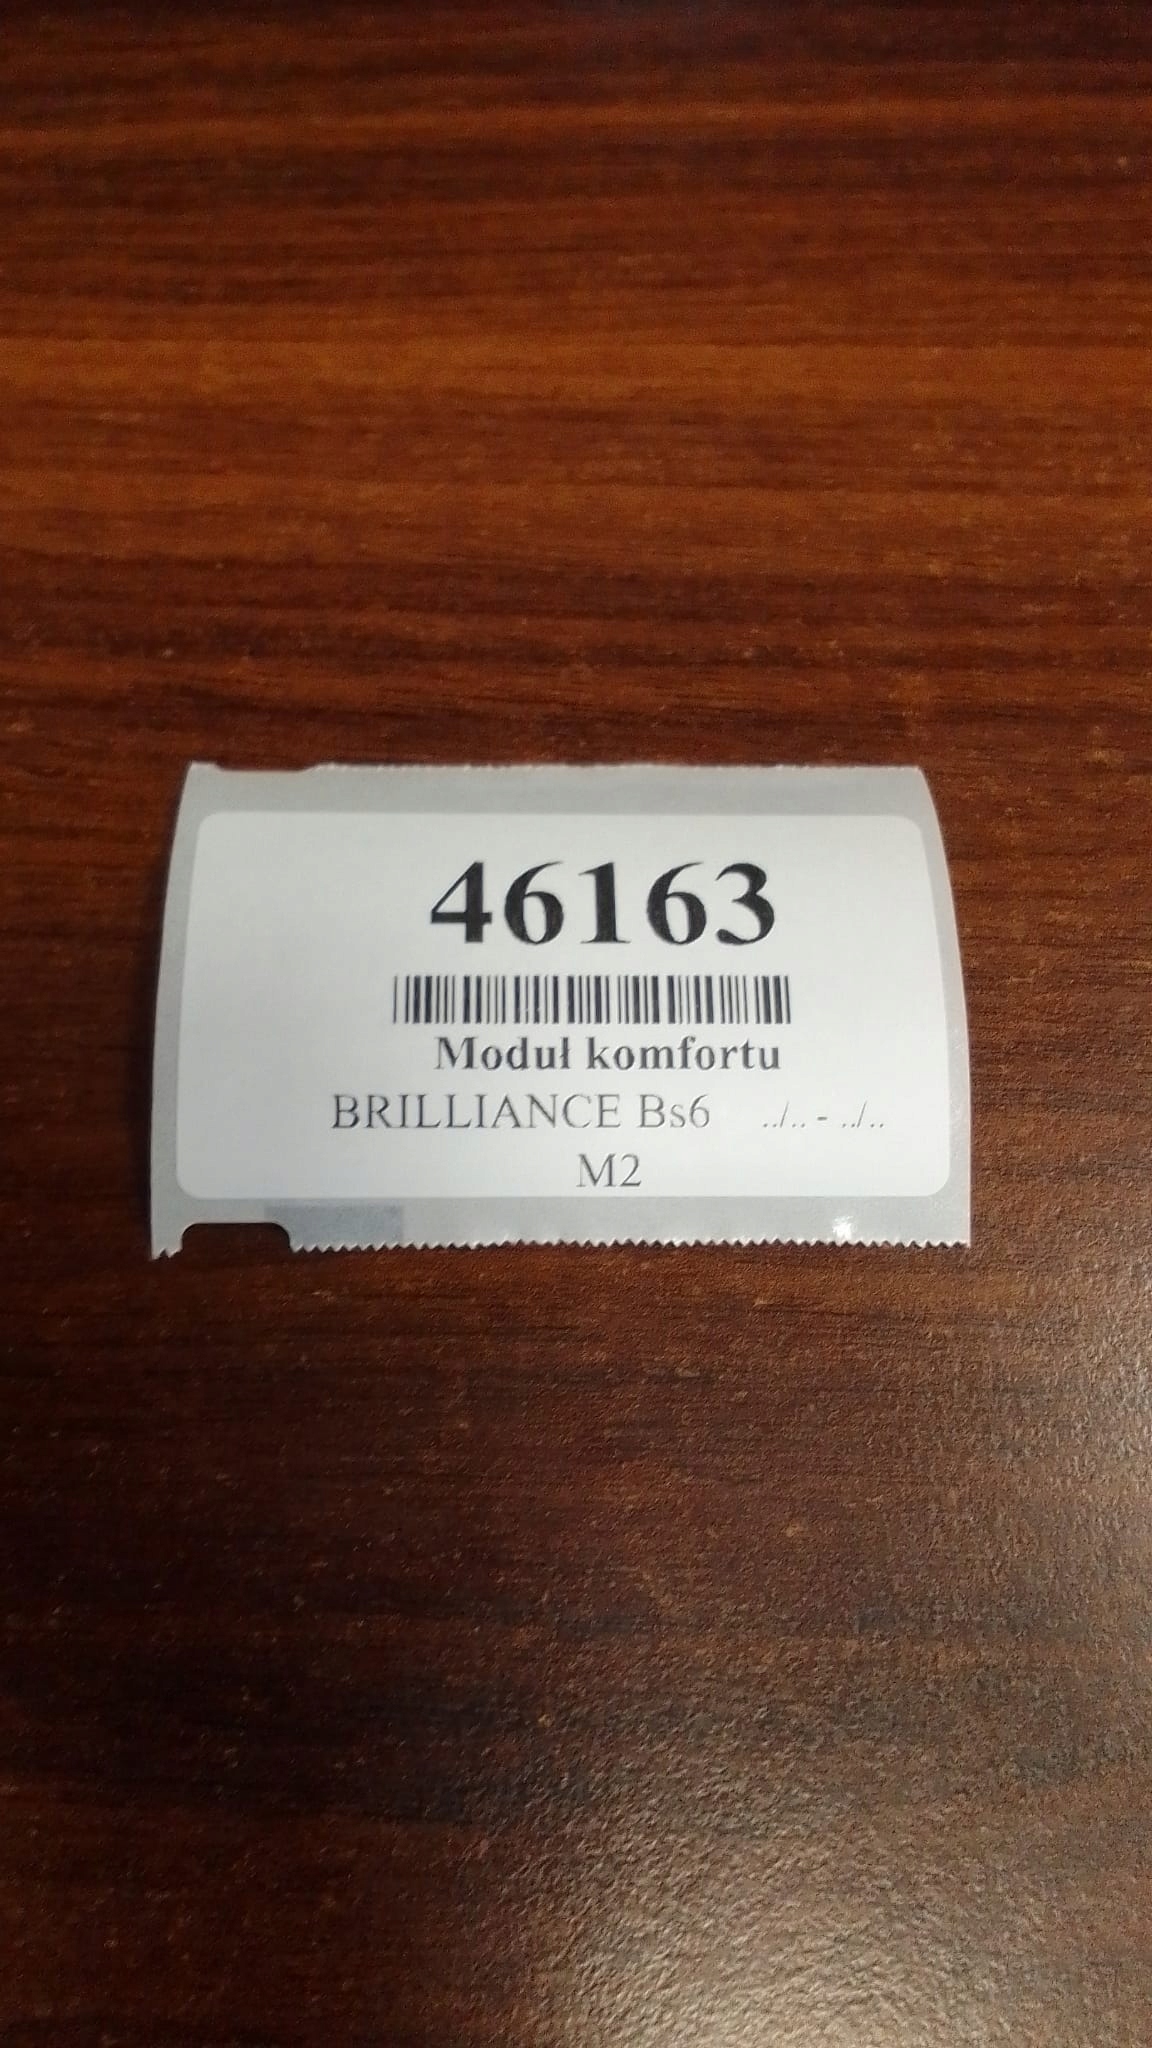 46163
Moduł komfortu
BRILLIANCE Bs6 ../.. - ../..
M2